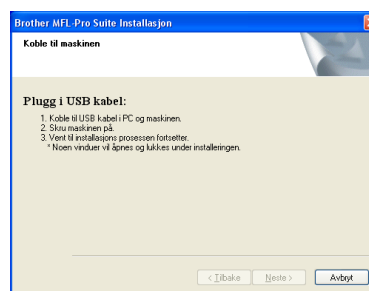 Brother MFL-Pro Suite Installasjon
Koble til maskinen
Plugg i USB kabel:
1. Koble til USB kabel i PC og maskinen.
2. Skru maskinen på.
3. Vent til installasjons prosessen fortsetter.
* Noen vinduer vil åpnes og lukkes under installeringen.
< Tilbake Neste > Avbryt